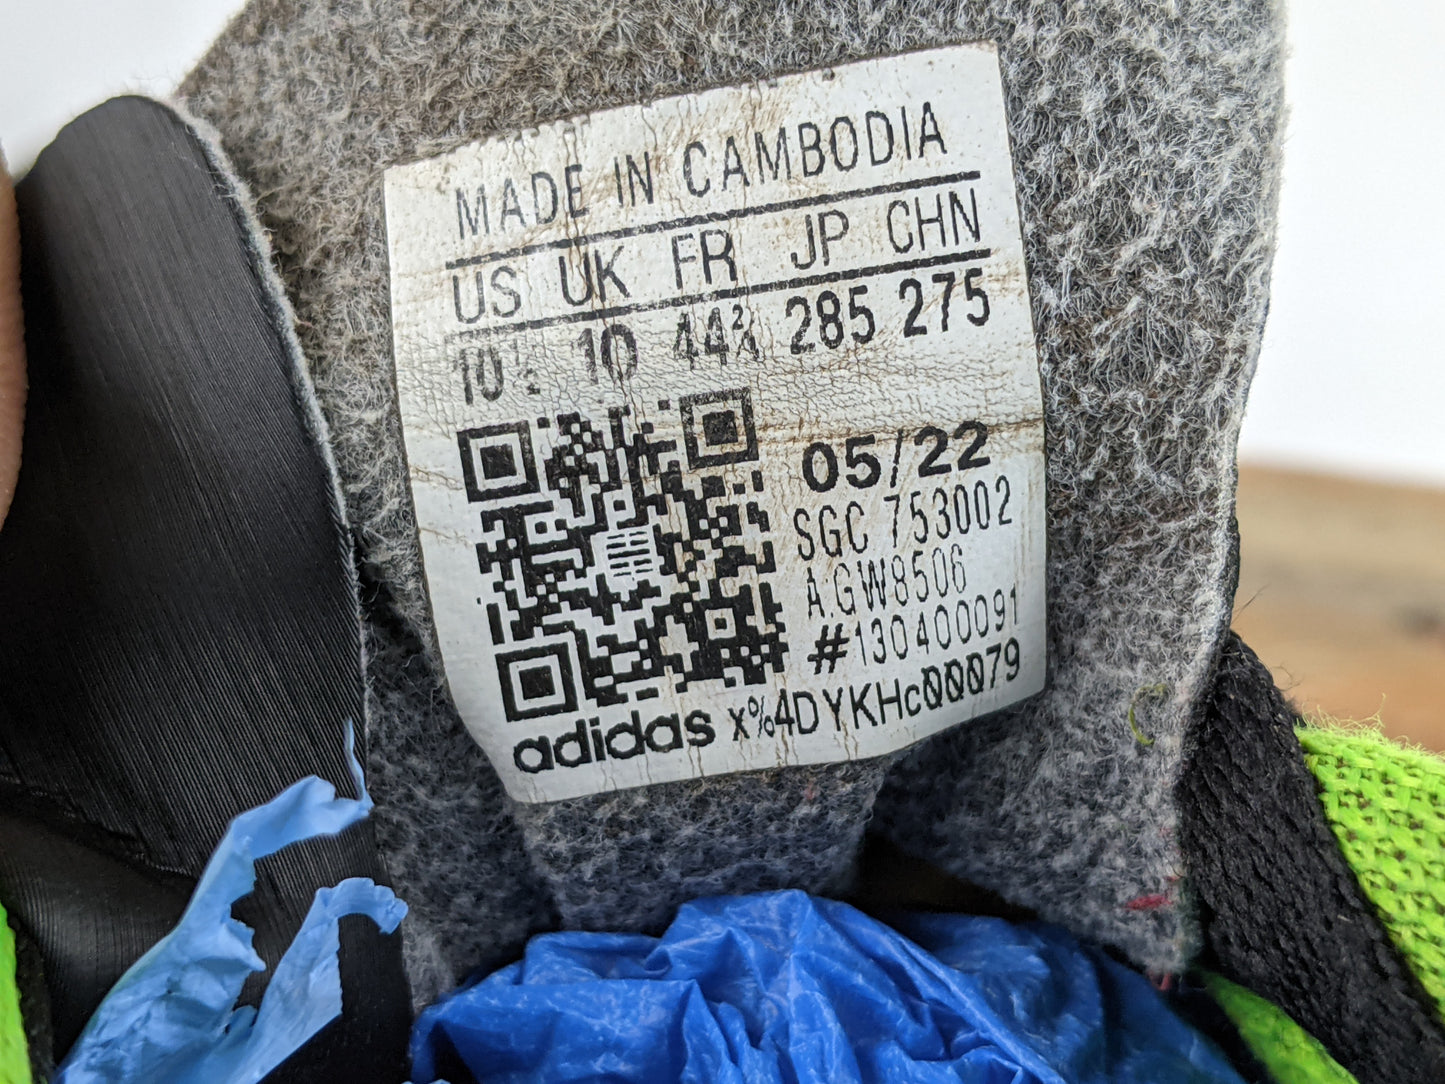 MADE IN CAMBODIA
US UK FR JP CHN
10½ 10 44⅔ 285 275
05/22
SGC 753002
A.GW8506
#130400091
adidas x%4DYKHc00079